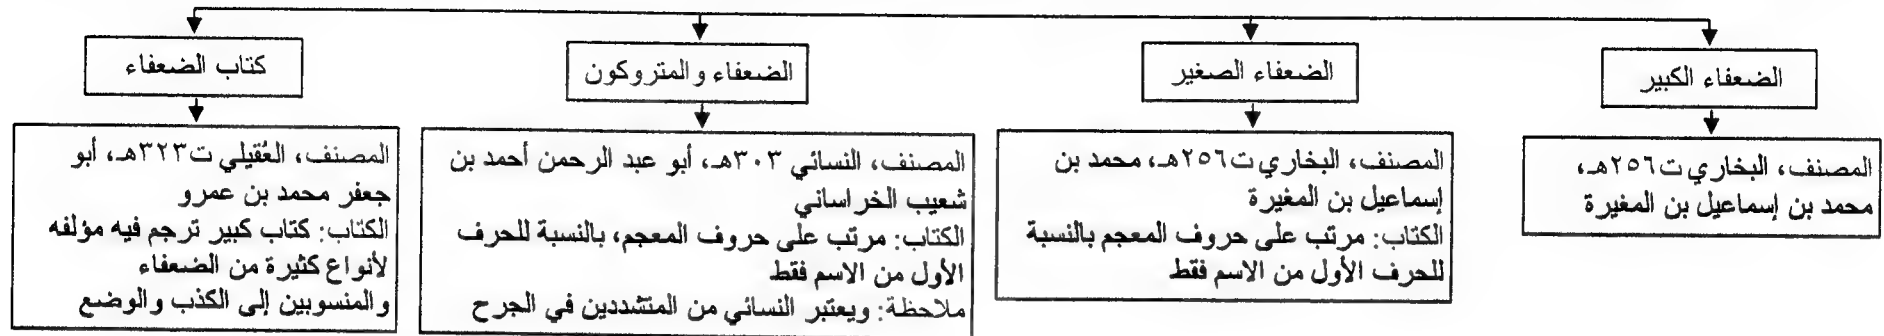 الضعفاء الكبير
المصنف، البخاري ت٢٥٦هـ،
محمد بن إسماعيل بن المغيرة
الضعفاء الصغير
المصنف، البخاري ت٢٥٦هـ، محمد بن
إسماعيل بن المغيرة
الكتاب: مرتب على حروف المعجم بالنسبة
للحرف الأول من الاسم فقط
الضعفاء والمتروكون
المصنف، النسائي ٣٠٣هـ، أبو عبد الرحمن أحمد بن
شعيب الخراساني
الكتاب: مرتب على حروف المعجم، بالنسبة للحرف
الأول من الاسم فقط
ملاحظة: ويعتبر النسائي من المتشددين في الجرح
كتاب الضعفاء
المصنف، العُقيلي ت٣٢٣هـ، أبو
جعفر محمد بن عمرو
الكتاب: كتاب كبير ترجم فيه مؤلفه
لأنواع كثيرة من الضعفاء
والمنسوبين إلى الكذب والوضع